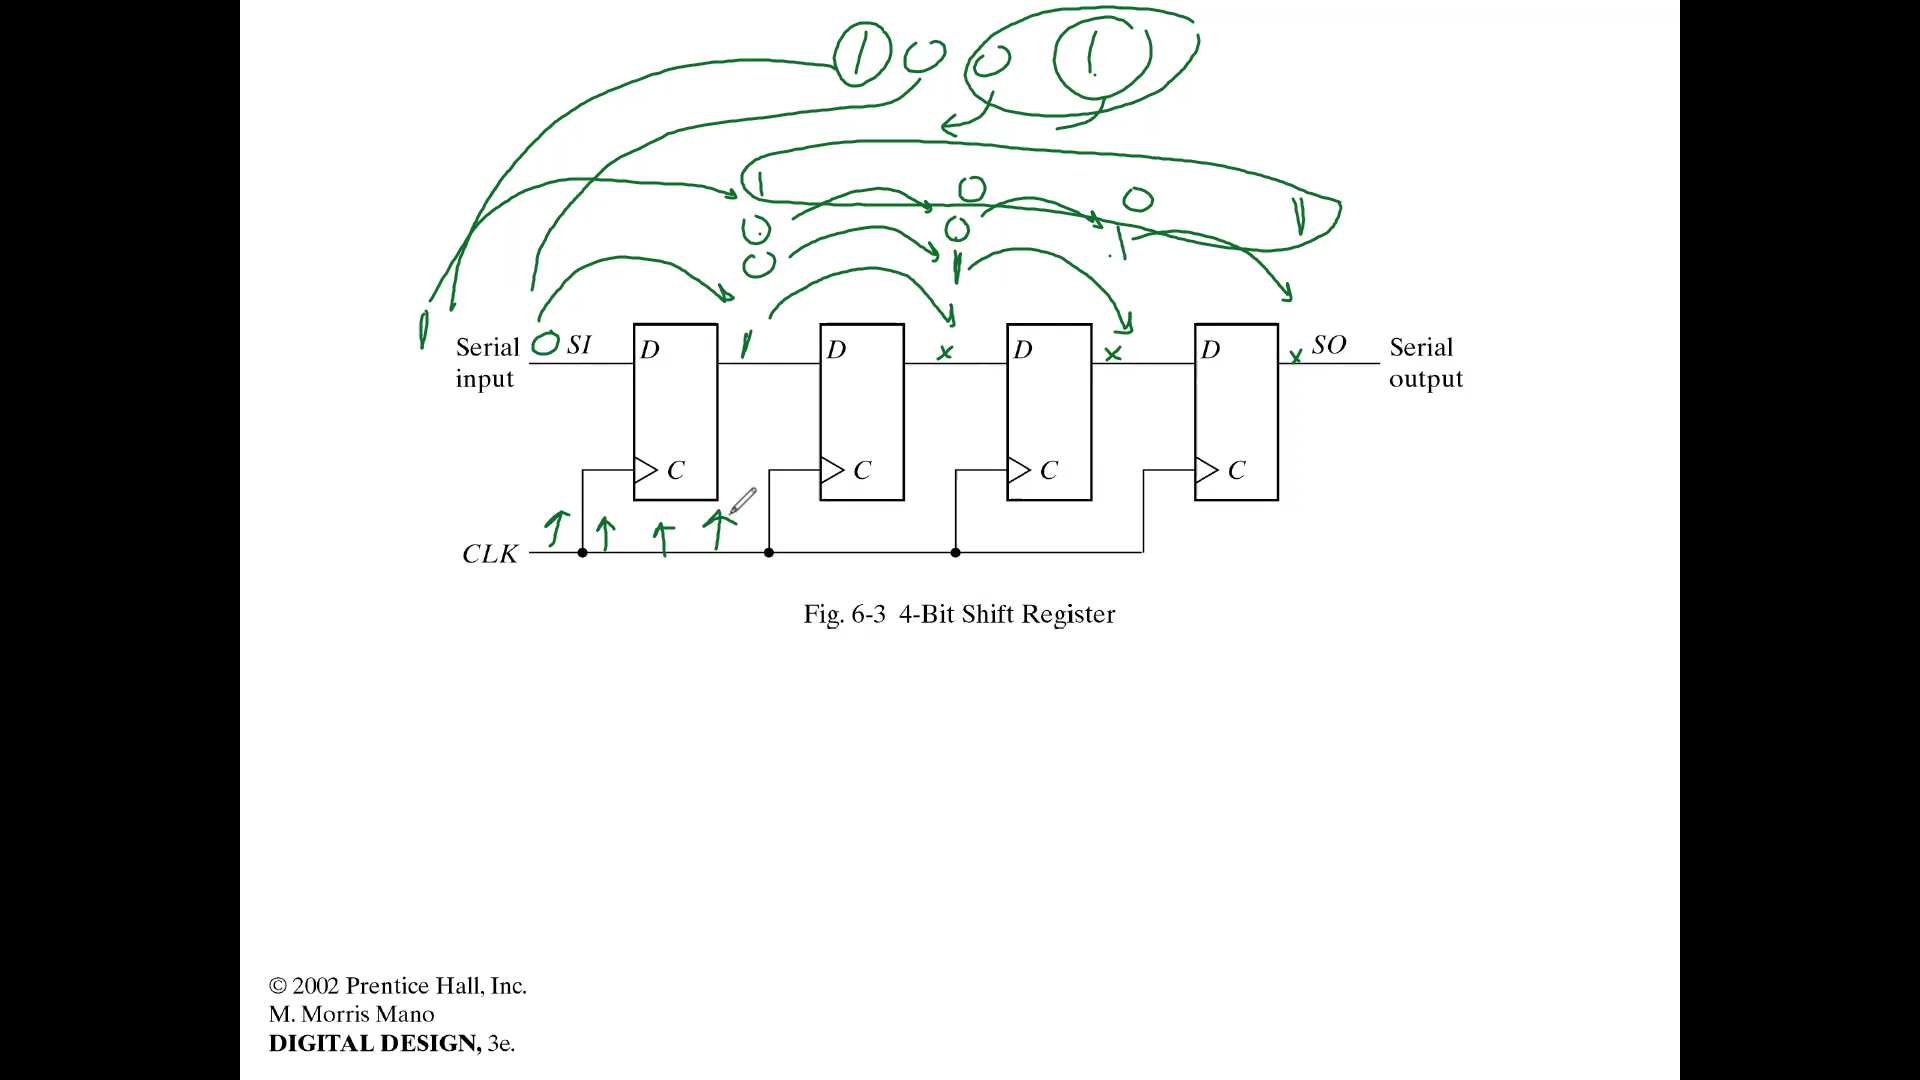 1 0 0 1
1 0 0 1
0 0 1
0 1
1 Serial input 0 SI D 1 D x D x D x SO Serial output
C C C C
CLK
Fig. 6-3 4-Bit Shift Register
© 2002 Prentice Hall, Inc.
M. Morris Mano
DIGITAL DESIGN, 3e.